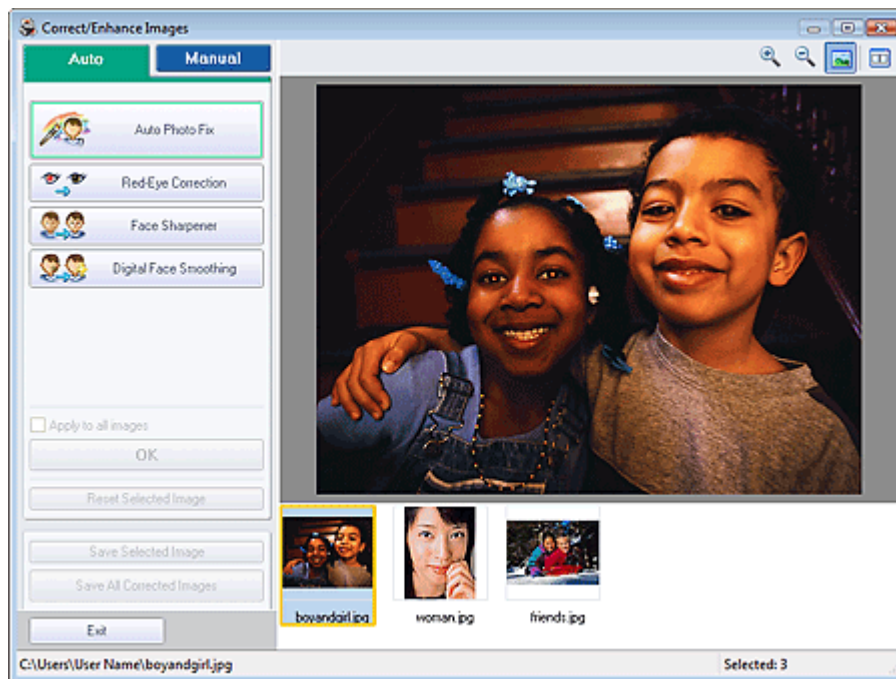 Correct/Enhance Images
Auto
Manual
Auto Photo Fix
Red-Eye Correction
Face Sharpener
Digital Face Smoothing
Apply to all images
OK
Reset Selected Image
Save Selected Image
Save All Corrected Images
Exit
boyandgirl.jpg
woman.jpg
friends.jpg
C:\Users\User Name\boyandgirl.jpg
Selected: 3